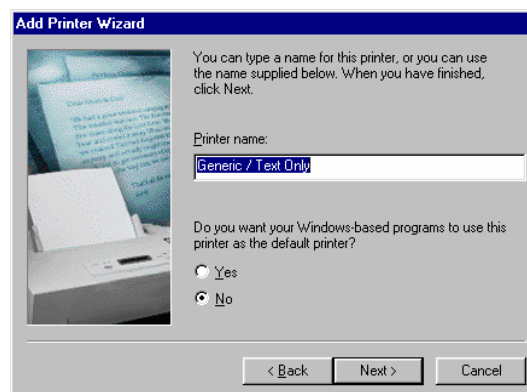 Add Printer Wizard
You can type a name for this printer, or you can use
the name supplied below. When you have finished,
click Next.
Printer name:
Generic / Text Only
Do you want your Windows-based programs to use this
printer as the default printer?
Yes
No
< Back
Next >
Cancel